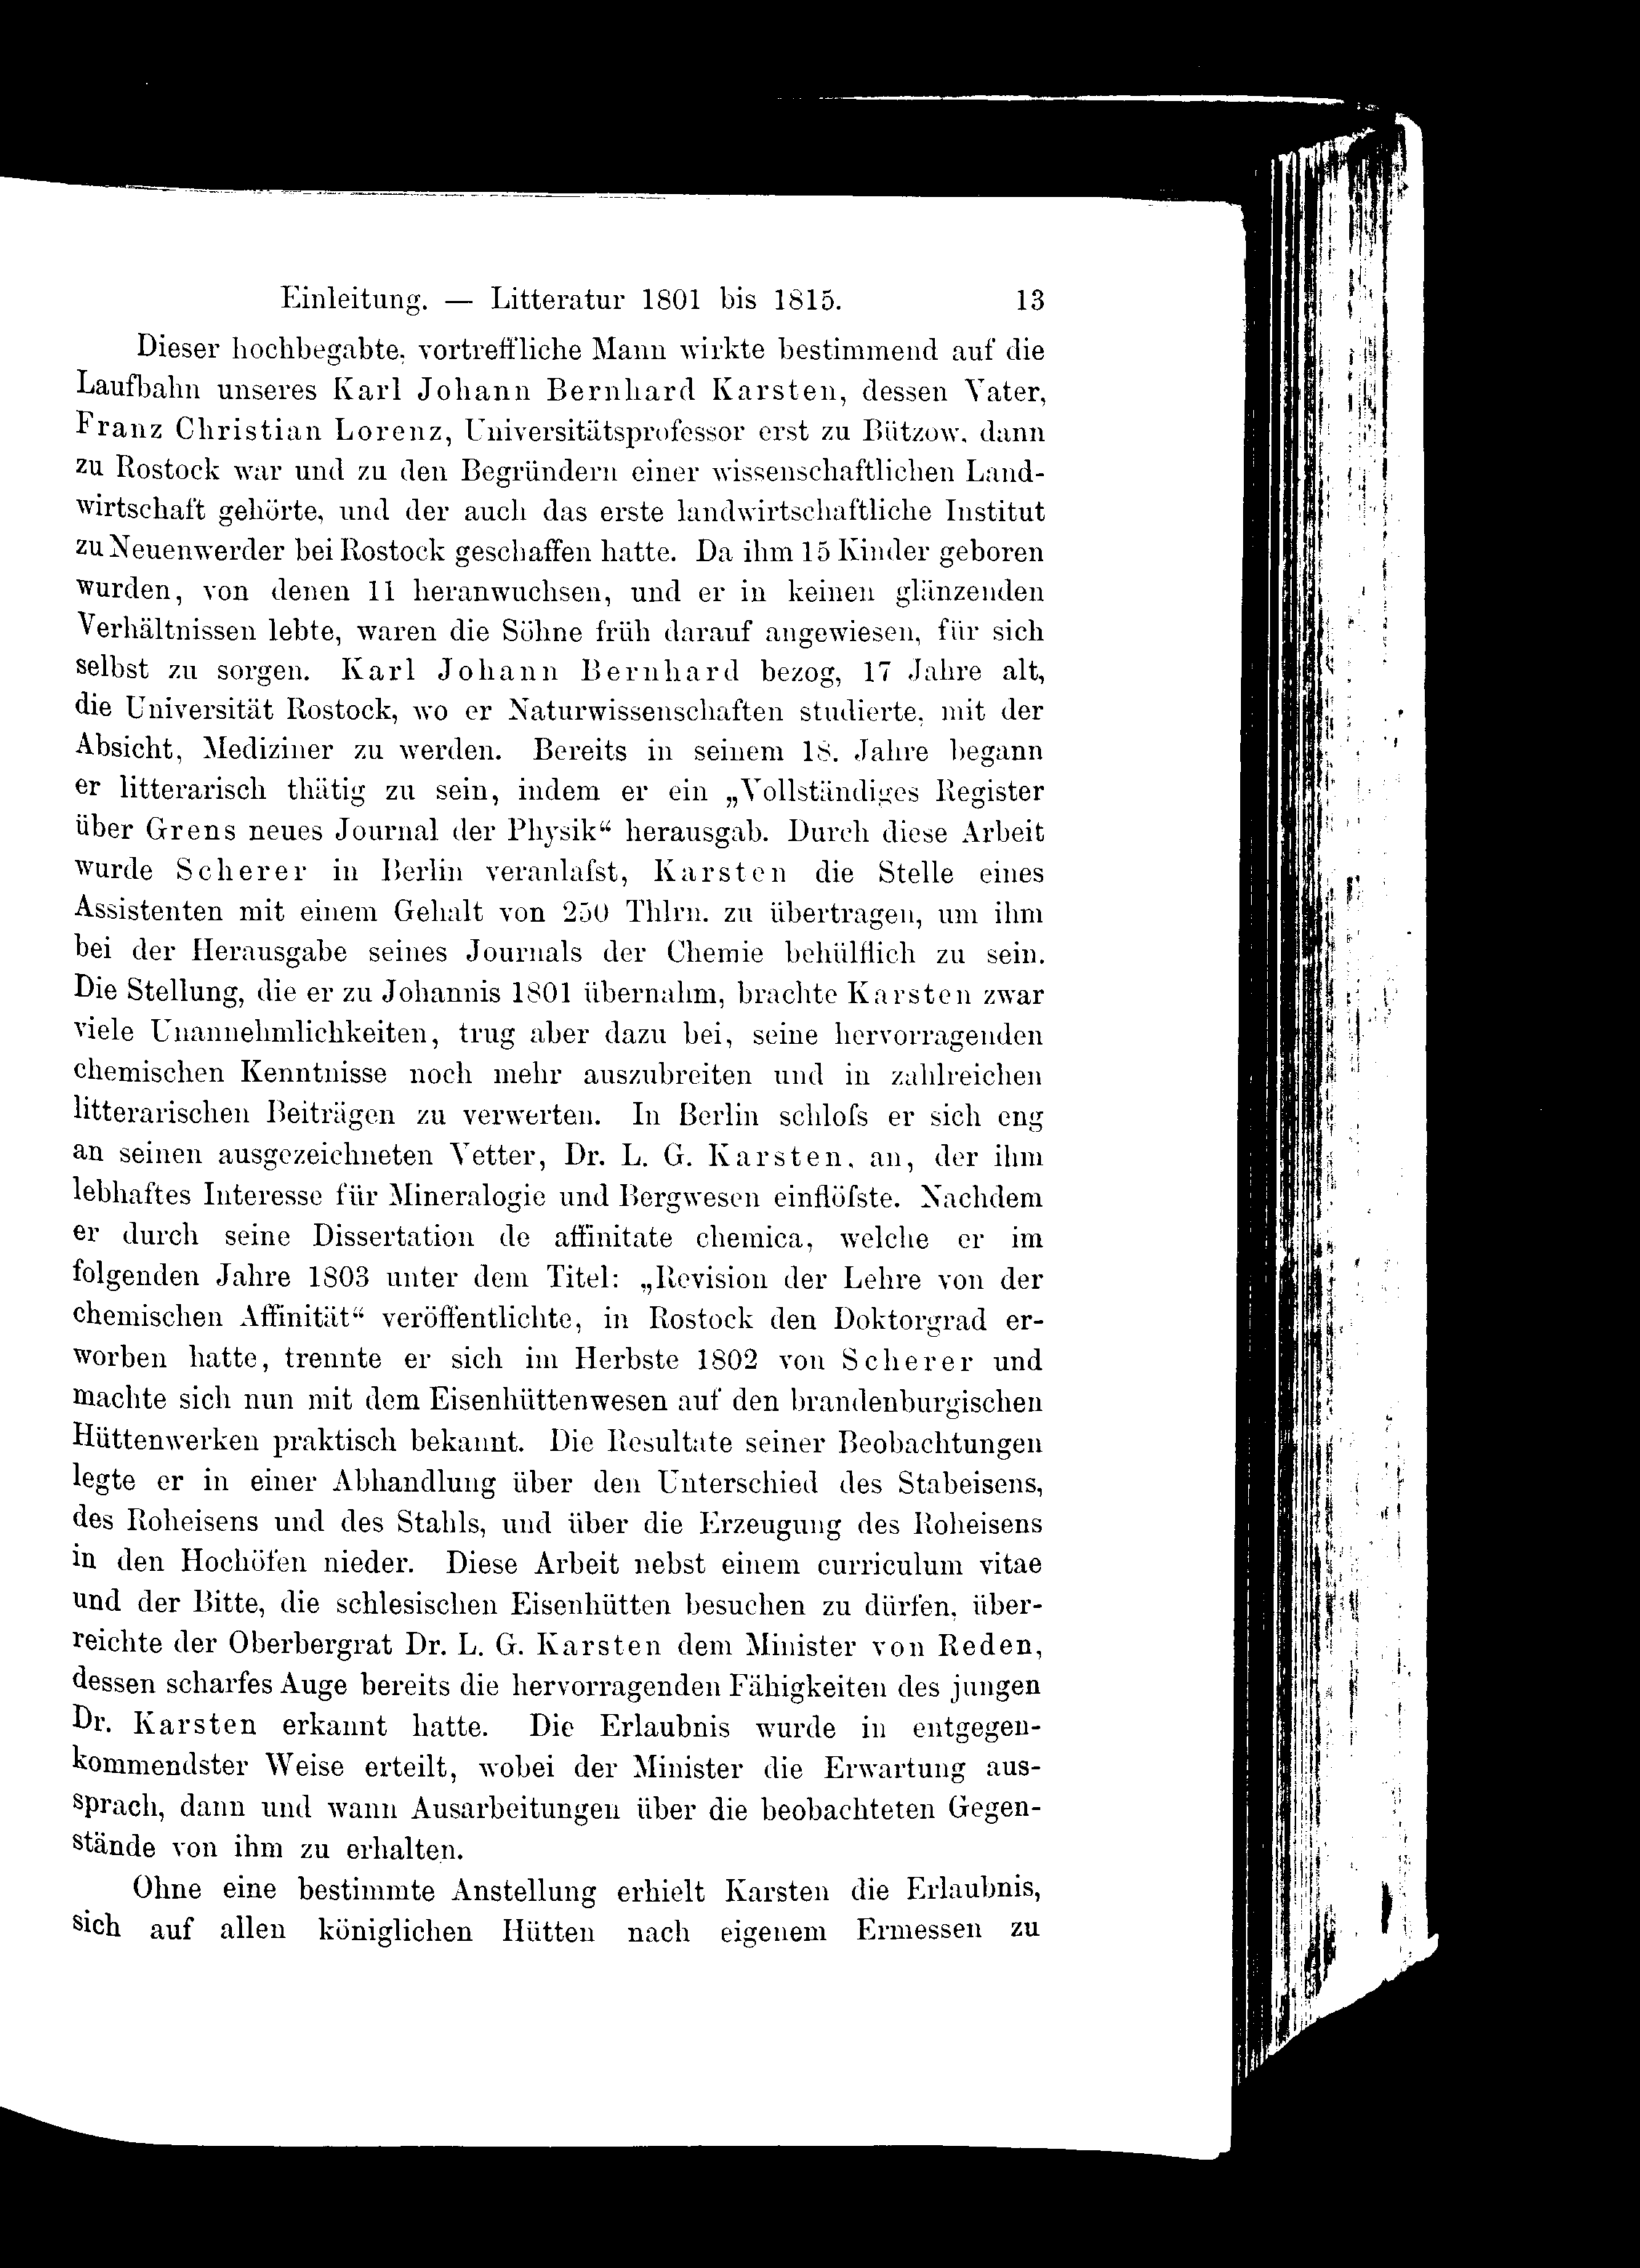 Einleitung. — Litteratur 1801 bis 1815. 13
Dieser hochbegabte, vortreffliche Mann wirkte bestimmend auf die
Laufbahn unseres Karl Johann Bernhard Karsten, dessen Vater,
Franz Christian Lorenz, Universitätsprofessor erst zu Bützow, dann
zu Rostock war und zu den Begründern einer wissenschaftlichen Land-
wirtschaft gehörte, und der auch das erste landwirtschaftliche Institut
zu Neuenwerder bei Rostock geschaffen hatte. Da ihm 15 Kinder geboren
wurden, von denen 11 heranwuchsen, und er in keinen glänzenden
Verhältnissen lebte, waren die Söhne früh darauf angewiesen, für sich
selbst zu sorgen. Karl Johann Bernhard bezog, 17 Jahre alt,
die Universität Rostock, wo er Naturwissenschaften studierte, mit der
Absicht, Mediziner zu werden. Bereits in seinem 18. Jahre begann
er litterarisch thätig zu sein, indem er ein „Vollständiges Register
über Grens neues Journal der Physik“ herausgab. Durch diese Arbeit
wurde Scherer in Berlin veranlaſst, Karsten die Stelle eines
Assistenten mit einem Gehalt von 250 Thlrn. zu übertragen, um ihm
bei der Herausgabe seines Journals der Chemie behülflich zu sein.
Die Stellung, die er zu Johannis 1801 übernahm, brachte Karsten zwar
viele Unannehmlichkeiten, trug aber dazu bei, seine hervorragenden
chemischen Kenntnisse noch mehr auszubreiten und in zahlreichen
litterarischen Beiträgen zu verwerten. In Berlin schloſs er sich eng
an seinen ausgezeichneten Vetter, Dr. L. G. Karsten, an, der ihm
lebhaftes Interesse für Mineralogie und Bergwesen einflöſste. Nachdem
er durch seine Dissertation de affinitate chemica, welche er im
folgenden Jahre 1803 unter dem Titel: „Revision der Lehre von der
chemischen Affinität“ veröffentlichte, in Rostock den Doktorgrad er-
worben hatte, trennte er sich im Herbste 1802 von Scherer und
machte sich nun mit dem Eisenhüttenwesen auf den brandenburgischen
Hüttenwerken praktisch bekannt. Die Resultate seiner Beobachtungen
legte er in einer Abhandlung über den Unterschied des Stabeisens,
des Roheisens und des Stahls, und über die Erzeugung des Roheisens
in den Hochöfen nieder. Diese Arbeit nebst einem curriculum vitae
und der Bitte, die schlesischen Eisenhütten besuchen zu dürfen, über-
reichte der Oberbergrat Dr. L. G. Karsten dem Minister von Reden,
dessen scharfes Auge bereits die hervorragenden Fähigkeiten des jungen
Dr. Karsten erkannt hatte. Die Erlaubnis wurde in entgegen-
kommendster Weise erteilt, wobei der Minister die Erwartung aus-
sprach, dann und wann Ausarbeitungen über die beobachteten Gegen-
stände von ihm zu erhalten.
Ohne eine bestimmte Anstellung erhielt Karsten die Erlaubnis,
sich auf allen königlichen Hütten nach eigenem Ermessen zu